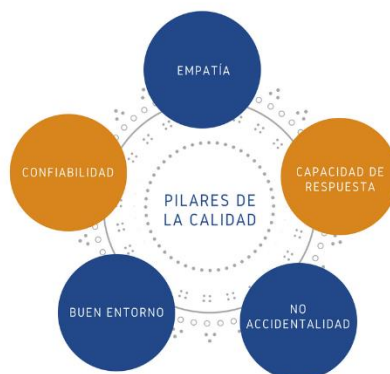 EMPATÍA
CONFIABILIDAD
CAPACIDAD DE
RESPUESTA
PILARES DE
LA CALIDAD
BUEN ENTORNO
NO
ACCIDENTALIDAD